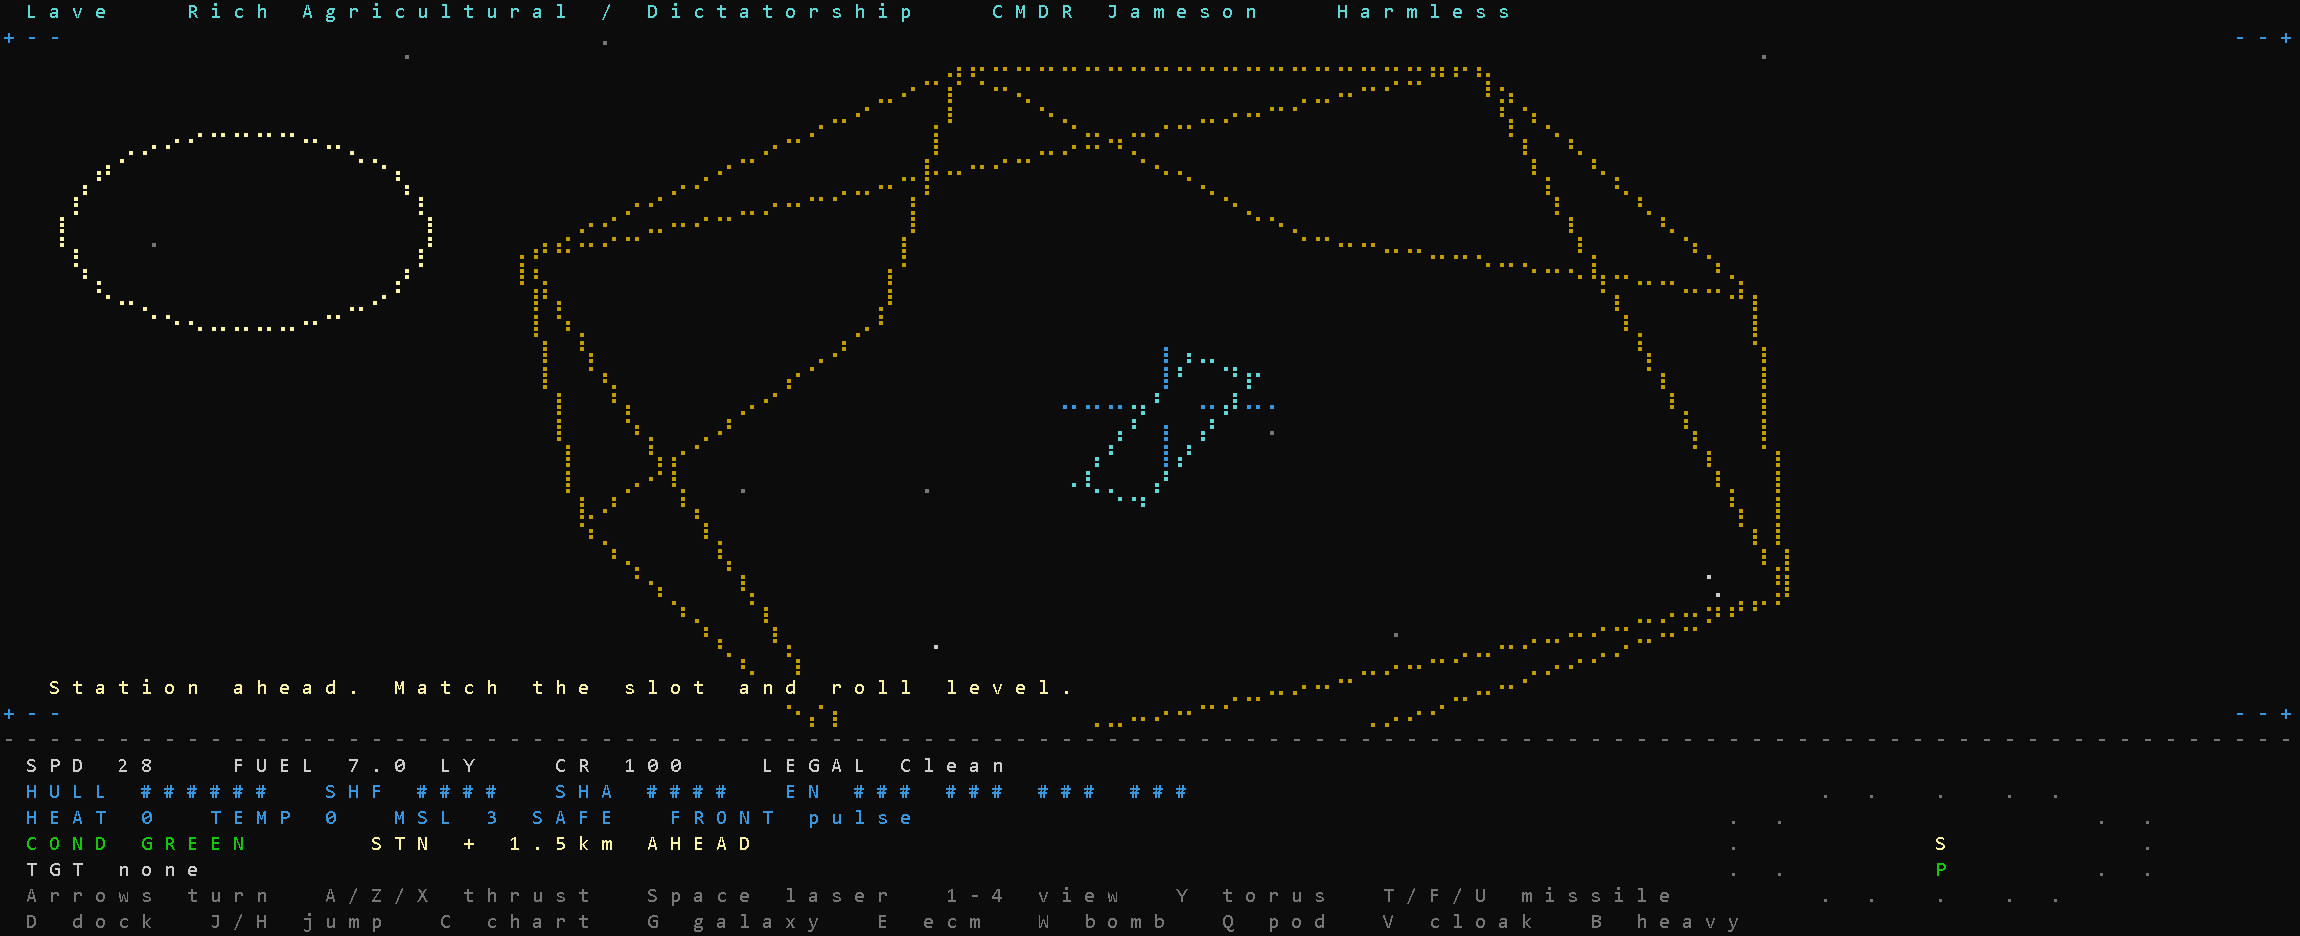 Lave Rich Agricultural / Dictatorship CMDR Jameson Harmless
Station ahead. Match the slot and roll level.
SPD 28 FUEL 7.0 LY CR 100 LEGAL Clean
HULL ###### SHF #### SHA #### EN ### ### ### ###
HEAT 0 TEMP 0 MSL 3 SAFE FRONT pulse
COND GREEN STN + 1.5km AHEAD S
TGT none P
Arrows turn A/Z/X thrust Space laser 1-4 view Y torus T/F/U missile
D dock J/H jump C chart G galaxy E ecm W bomb Q pod V cloak B heavy